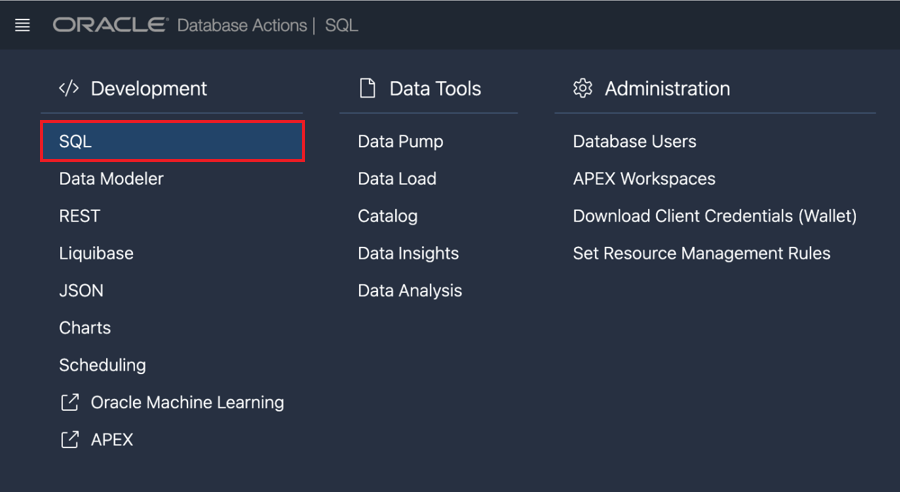 ORACLE Database Actions | SQL
Development
SQL
Data Modeler
REST
Liquibase
JSON
Charts
Scheduling
Oracle Machine Learning
APEX
Data Tools
Data Pump
Data Load
Catalog
Data Insights
Data Analysis
Administration
Database Users
APEX Workspaces
Download Client Credentials (Wallet)
Set Resource Management Rules